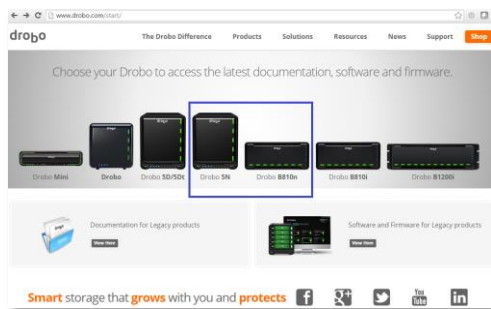 www.drobo.com/start/
drobo
The Drobo Difference
Products
Solutions
Resources
News
Support
Shop
Choose your Drobo to access the latest documentation, software and firmware.
Drobo Mini
Drobo
Drobo 5D/5Dt
Drobo 5N
Drobo B810n
Drobo B810i
Drobo B1200i
Documentation for Legacy products
View Here
Software and Firmware for Legacy products
View Here
Smart storage that grows with you and protects
You
Tube